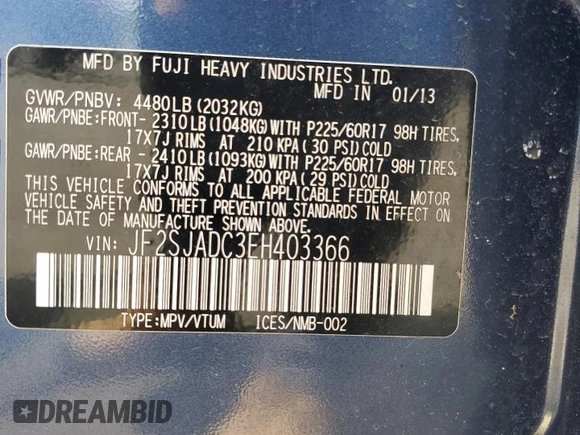 MFD BY FUJI HEAVY INDUSTRIES LTD.
MFD IN 01/13
GVWR/PNBV: 4480LB(2032KG)
GAWR/PNBE:FRONT- 2310LB(1048KG)WITH P225/60R17 98H TIRES,
17X7J RIMS AT 210 KPA ( 30 PSI)COLD
GAWR/PNBE:REAR - 2410LB(1093KG)WITH P225/60R17 98H TIRES,
17X7J RIMS AT 200 KPA ( 29 PSI)COLD
THIS VEHICLE CONFORMS TO ALL APPLICABLE FEDERAL MOTOR
VEHICLE SAFETY AND THEFT PREVENTION STANDARDS IN EFFECT ON
THE DATE OF MANUFACTURE SHOWN ABOVE.
VIN: JF2SJADC3EH403366
TYPE:MPV/VTUM ICES/NMB-002
DREAMBID